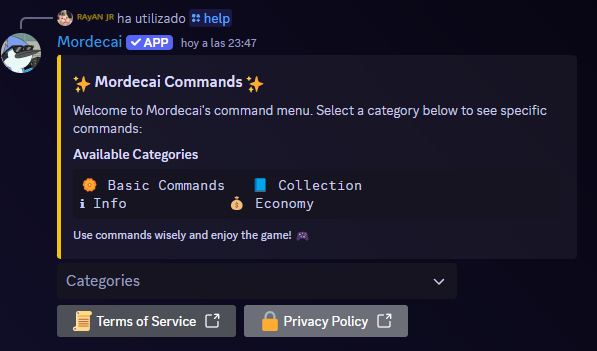 RAyAN JR ha utilizado help
Mordecai APP hoy a las 23:47
✨ Mordecai Commands ✨
Welcome to Mordecai's command menu. Select a category below to see specific
commands:
Available Categories
Basic Commands Collection
ℹ Info 💰 Economy
Use commands wisely and enjoy the game! 🎮
Categories
Terms of Service
Privacy Policy